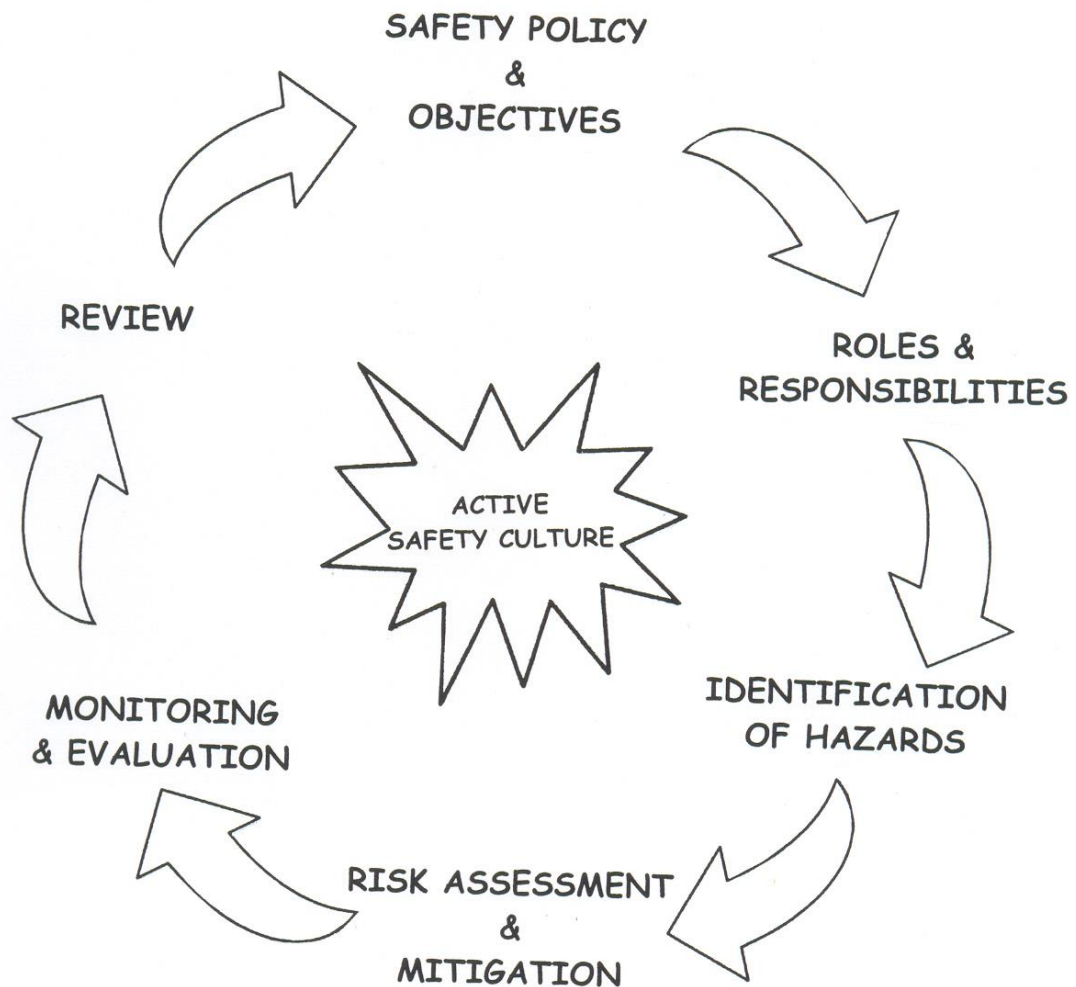 SAFETY POLICY
&
OBJECTIVES
ROLES &
RESPONSIBILITIES
IDENTIFICATION
OF HAZARDS
RISK ASSESSMENT
&
MITIGATION
MONITORING
& EVALUATION
REVIEW
ACTIVE
SAFETY CULTURE